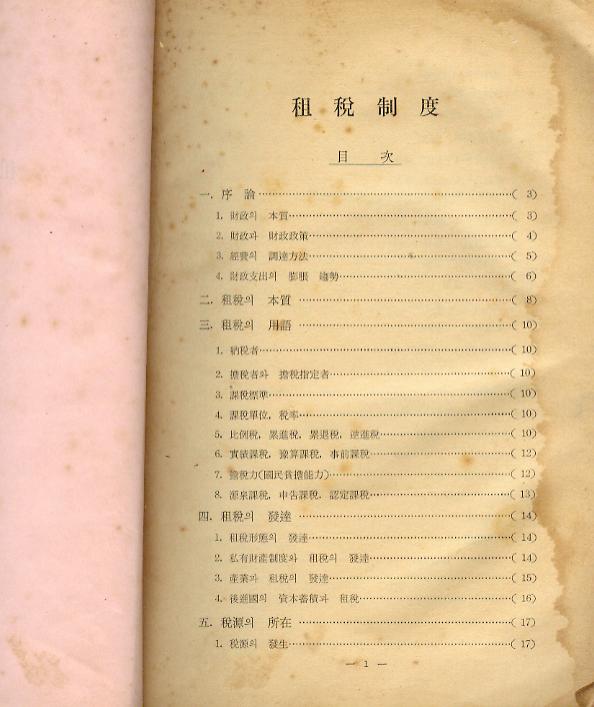 租稅制度
目 次
一. 序 論 ( 3)
1. 財政의 本質 ( 3)
2. 財政과 財政政策 ( 4)
3. 經費의 調達方法 ( 5)
4. 財政支出의 膨脹 趨勢 ( 6)
二. 租稅의 本質 ( 8)
三. 租稅의 用語 ( 10)
1. 納稅者 ( 10)
2. 擔稅者와 擔稅指定者 ( 10)
3. 課稅標準 ( 10)
4. 課稅單位, 稅率 ( 10)
5. 比例稅, 累進稅, 累退稅, 逆進稅 ( 10)
6. 實績課稅, 豫算課稅, 事前課稅 ( 12)
7. 擔稅力(國民負擔能力) ( 12)
8. 源泉課稅, 申告課稅, 認定課稅 ( 13)
四. 租稅의 發達 ( 14)
1. 租稅形態의 發達 ( 14)
2. 私有財產制度와 租稅의 發達 ( 14)
3. 產業과 租稅의 發達 ( 15)
4. 後進國의 資本蓄積과 租稅 ( 16)
五. 稅源의 所在 ( 17)
1. 稅源의 發生 ( 17)
— 1 —